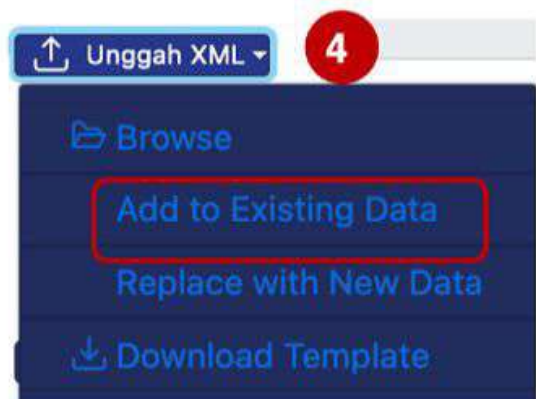 Unggah XML 4
Browse
Add to Existing Data
Replace with New Data
Download Template